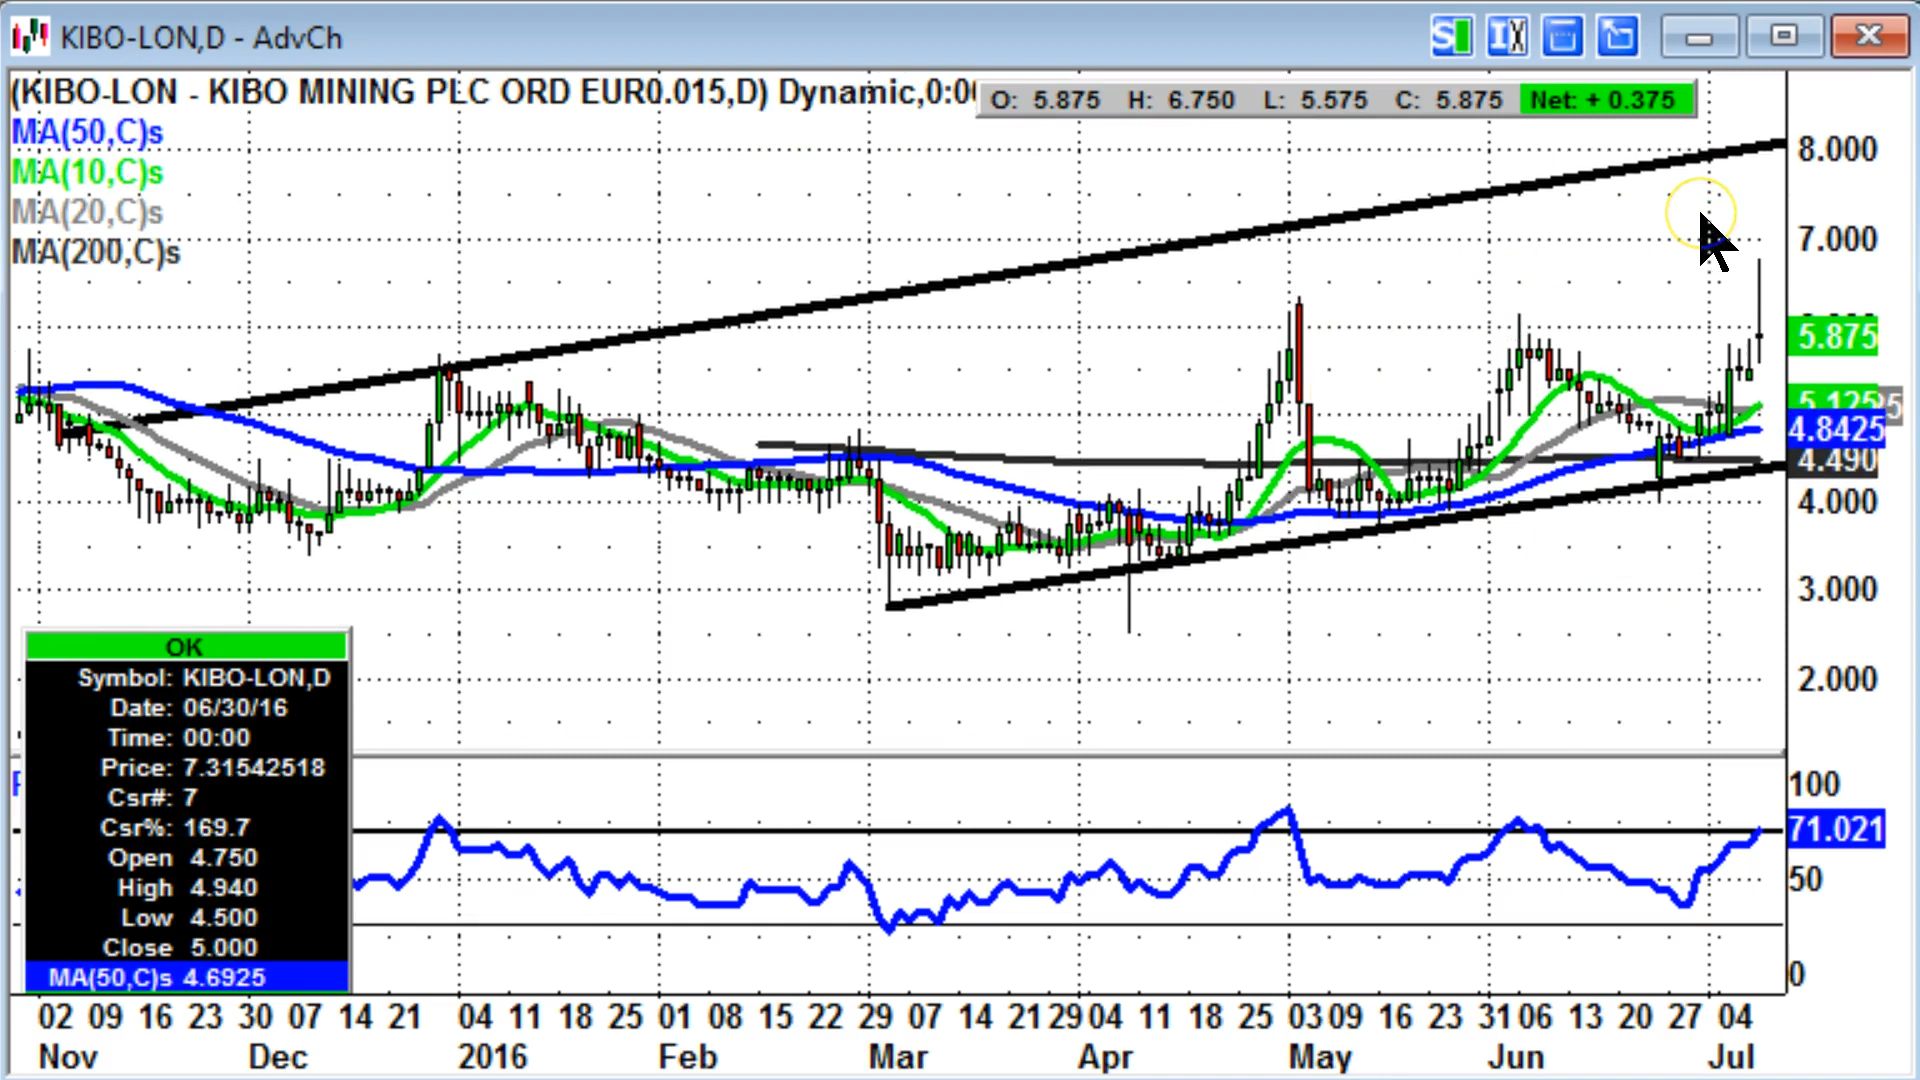 KIBO-LON,D - AdvCh
(KIBO-LON - KIBO MINING PLC ORD EUR0.015,D) Dynamic,0:00
O: 5.875 H: 6.750 L: 5.575 C: 5.875 Net: + 0.375
MA(50,C)s
MA(10,C)s
MA(20,C)s
MA(200,C)s
8.000
7.000
5.875
5.125
4.8425
4.490
4.000
3.000
2.000
OK
Symbol: KIBO-LON,D
Date: 06/30/16
Time: 00:00
Price: 7.31542518
Csr#: 7
Csr%: 169.7
Open 4.750
High 4.940
Low 4.500
Close 5.000
MA(50,C)s 4.6925
100
71.021
50
0
02 09 16 23 30 07 14 21 04 11 18 25 01 08 15 22 29 07 14 21 29 04 11 18 25 03 09 16 23 31 06 13 20 27 04
Nov Dec 2016 Feb Mar Apr May Jun Jul